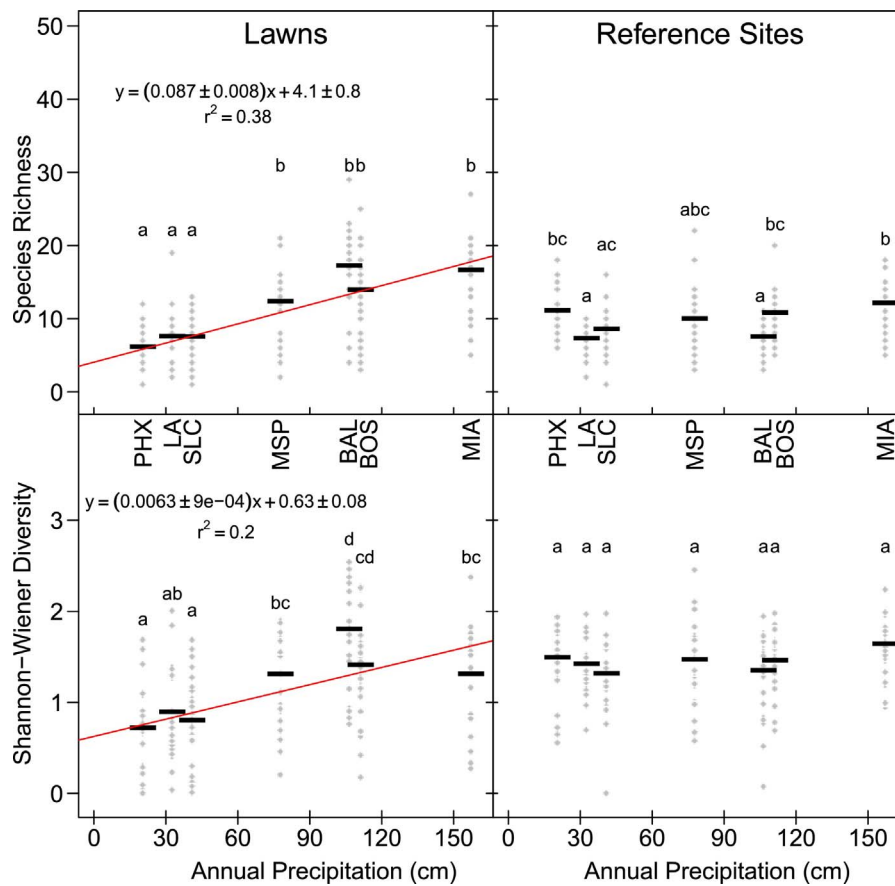 Lawns
Reference Sites
y = (0.087 ± 0.008)x + 4.1 ± 0.8
r² = 0.38
Species Richness
50
40
30
20
10
0
a a a b bb b
bc a ac abc a bc b
PHX LA SLC MSP BAL BOS MIA
PHX LA SLC MSP BAL BOS MIA
y = (0.0063 ± 9e−04)x + 0.63 ± 0.08
r² = 0.2
Shannon−Wiener Diversity
3
2
1
0
a ab a bc d cd bc
a a a a aa a
0 30 60 90 120 150
0 30 60 90 120 150
Annual Precipitation (cm)
Annual Precipitation (cm)